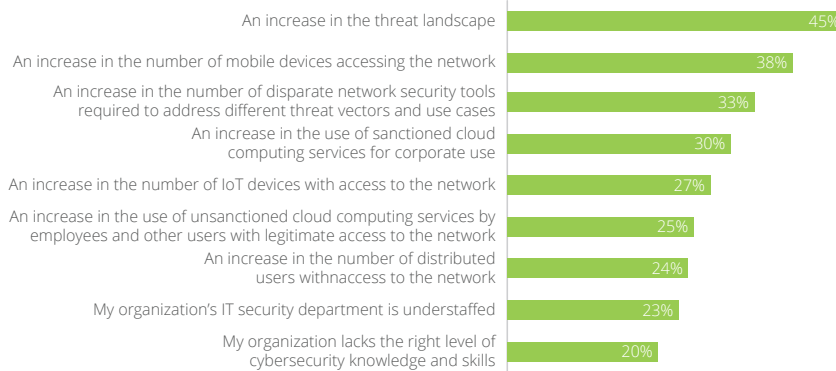 An increase in the threat landscape
45%
An increase in the number of mobile devices accessing the network
38%
An increase in the number of disparate network security tools
required to address different threat vectors and use cases
33%
An increase in the use of sanctioned cloud
computing services for corporate use
30%
An increase in the number of IoT devices with access to the network
27%
An increase in the use of unsanctioned cloud computing services by
employees and other users with legitimate access to the network
25%
An increase in the number of distributed
users withnaccess to the network
24%
My organization’s IT security department is understaffed
23%
My organization lacks the right level of
cybersecurity knowledge and skills
20%